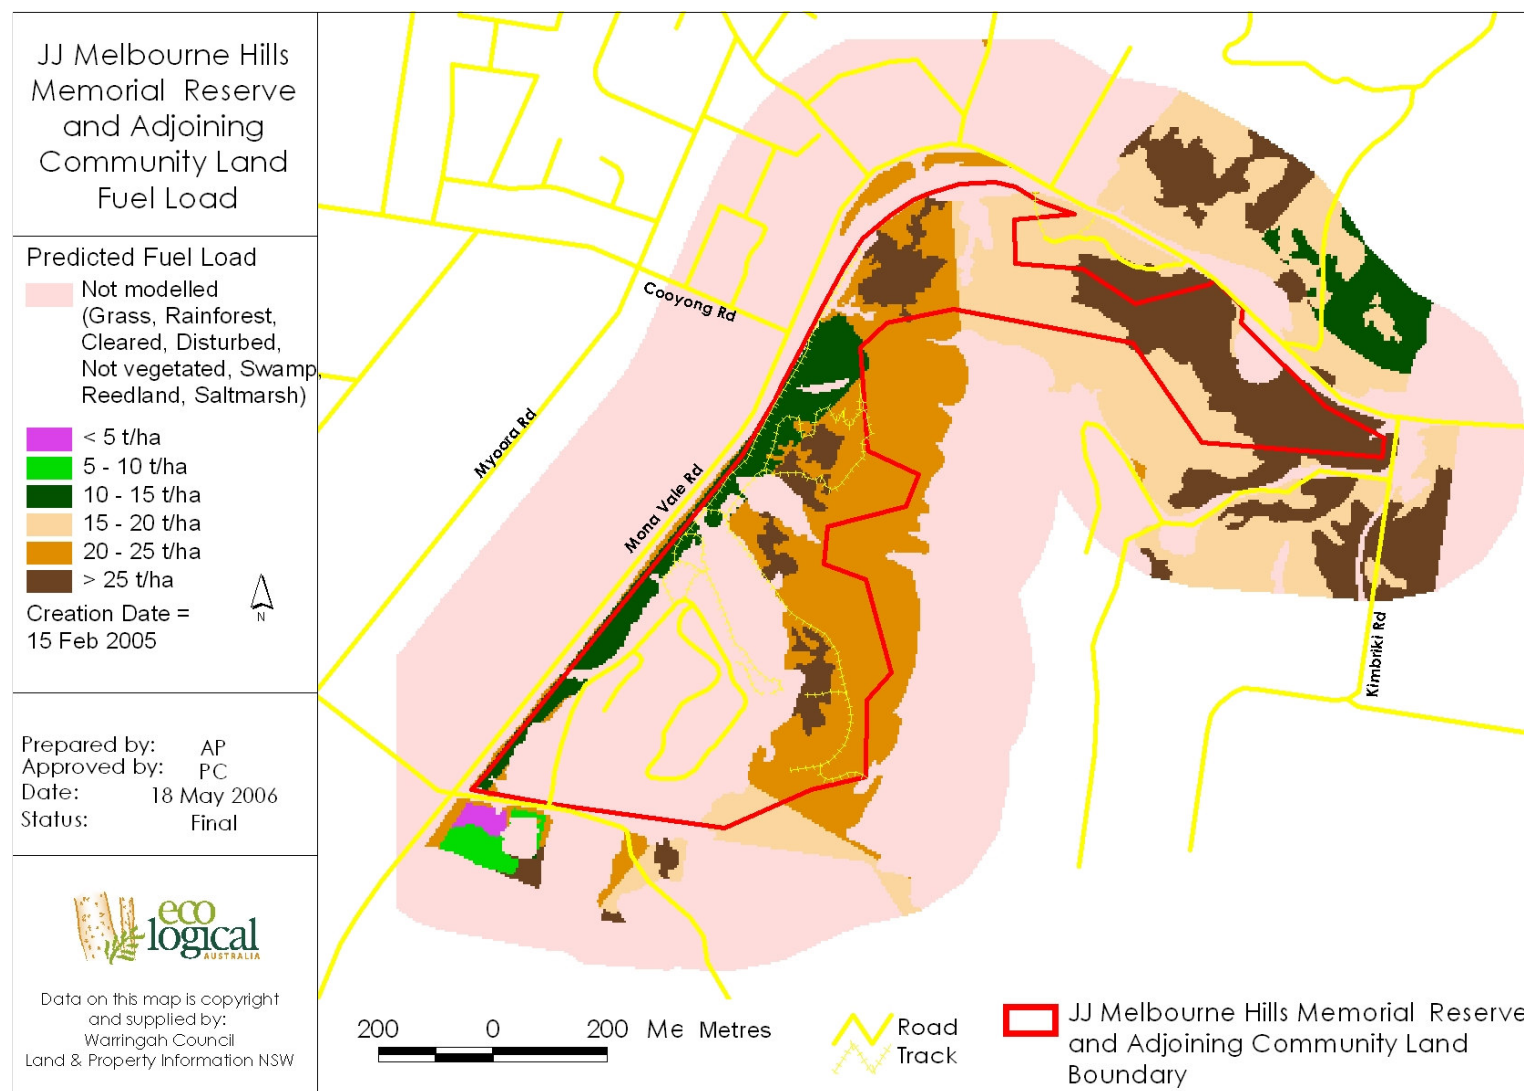 JJ Melbourne Hills
Memorial Reserve
and Adjoining
Community Land
Fuel Load
Predicted Fuel Load
Not modelled
(Grass, Rainforest,
Cleared, Disturbed,
Not vegetated, Swamp,
Reedland, Saltmarsh)
< 5 t/ha
5 - 10 t/ha
10 - 15 t/ha
15 - 20 t/ha
20 - 25 t/ha
> 25 t/ha
Creation Date =
15 Feb 2005
N
Prepared by: AP
Approved by: PC
Date: 18 May 2006
Status: Final
eco
logical
AUSTRALIA
Data on this map is copyright
and supplied by:
Warringah Council
Land & Property Information NSW
Cooyong Rd
Myoora Rd
Mona Vale Rd
Kimbriki Rd
200 0 200 Me Metres
Road
Track
JJ Melbourne Hills Memorial Reserve
and Adjoining Community Land
Boundary